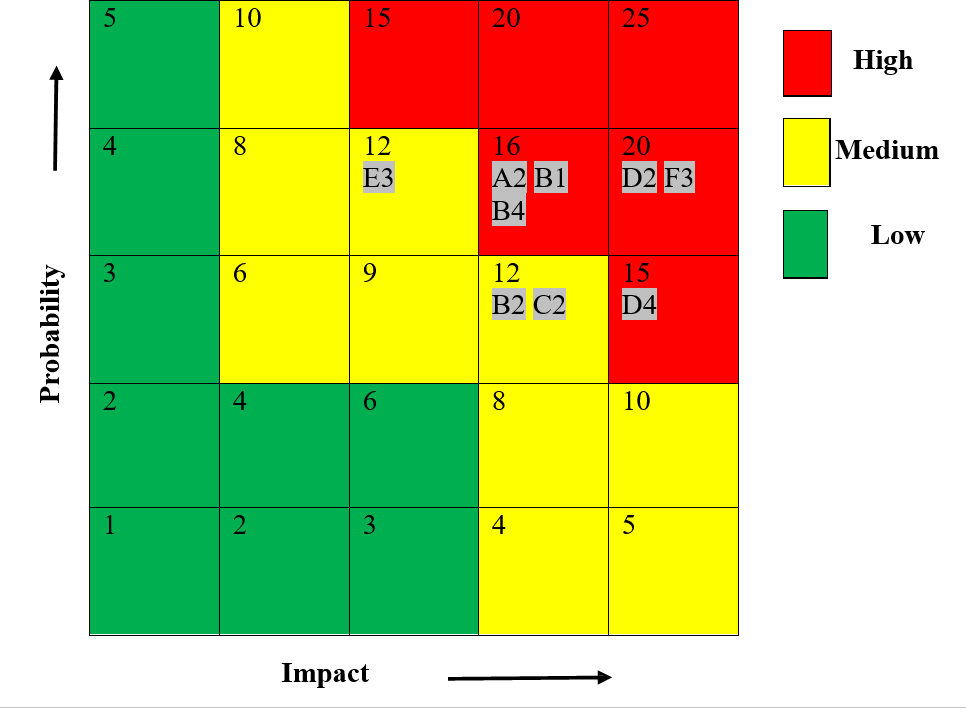 5 10 15 20 25
High
4 8 12 16 20
E3 A2 B1 D2 F3
B4
Medium
Low
3 6 9 12 15
B2 C2 D4
Probability
2 4 6 8 10
1 2 3 4 5
Impact